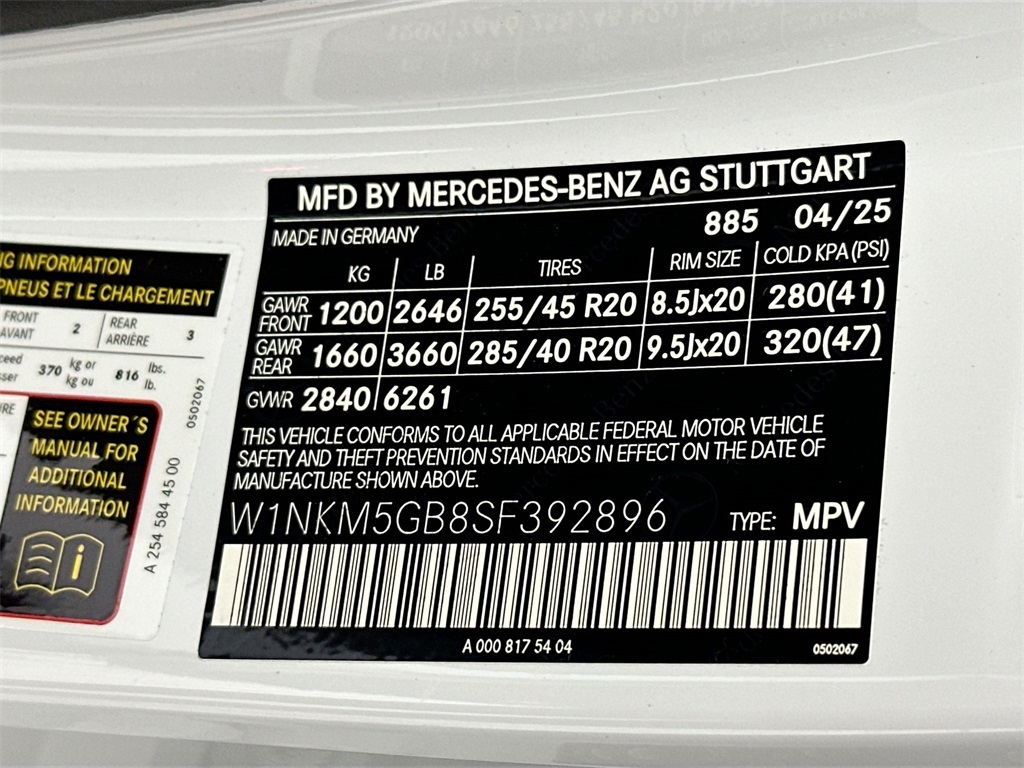 MFD BY MERCEDES-BENZ AG STUTTGART
MADE IN GERMANY 885 04/25
KG LB TIRES RIM SIZE COLD KPA (PSI)
GAWR FRONT 1200 2646 255/45 R20 8.5Jx20 280(41)
GAWR REAR 1660 3660 285/40 R20 9.5Jx20 320(47)
GVWR 2840 6261
THIS VEHICLE CONFORMS TO ALL APPLICABLE FEDERAL MOTOR VEHICLE
SAFETY AND THEFT PREVENTION STANDARDS IN EFFECT ON THE DATE OF
MANUFACTURE SHOWN ABOVE.
W1NKM5GB8SF392896 TYPE: MPV
A 000 817 54 04 0502067
INFORMATION
PNEUS ET LE CHARGEMENT
FRONT 2 REAR 3
AVANT ARRIÈRE
370 kg or 816 lbs.
kg ou lb.
0502067
SEE OWNER´S
MANUAL FOR
ADDITIONAL
INFORMATION
A 254 584 45 00